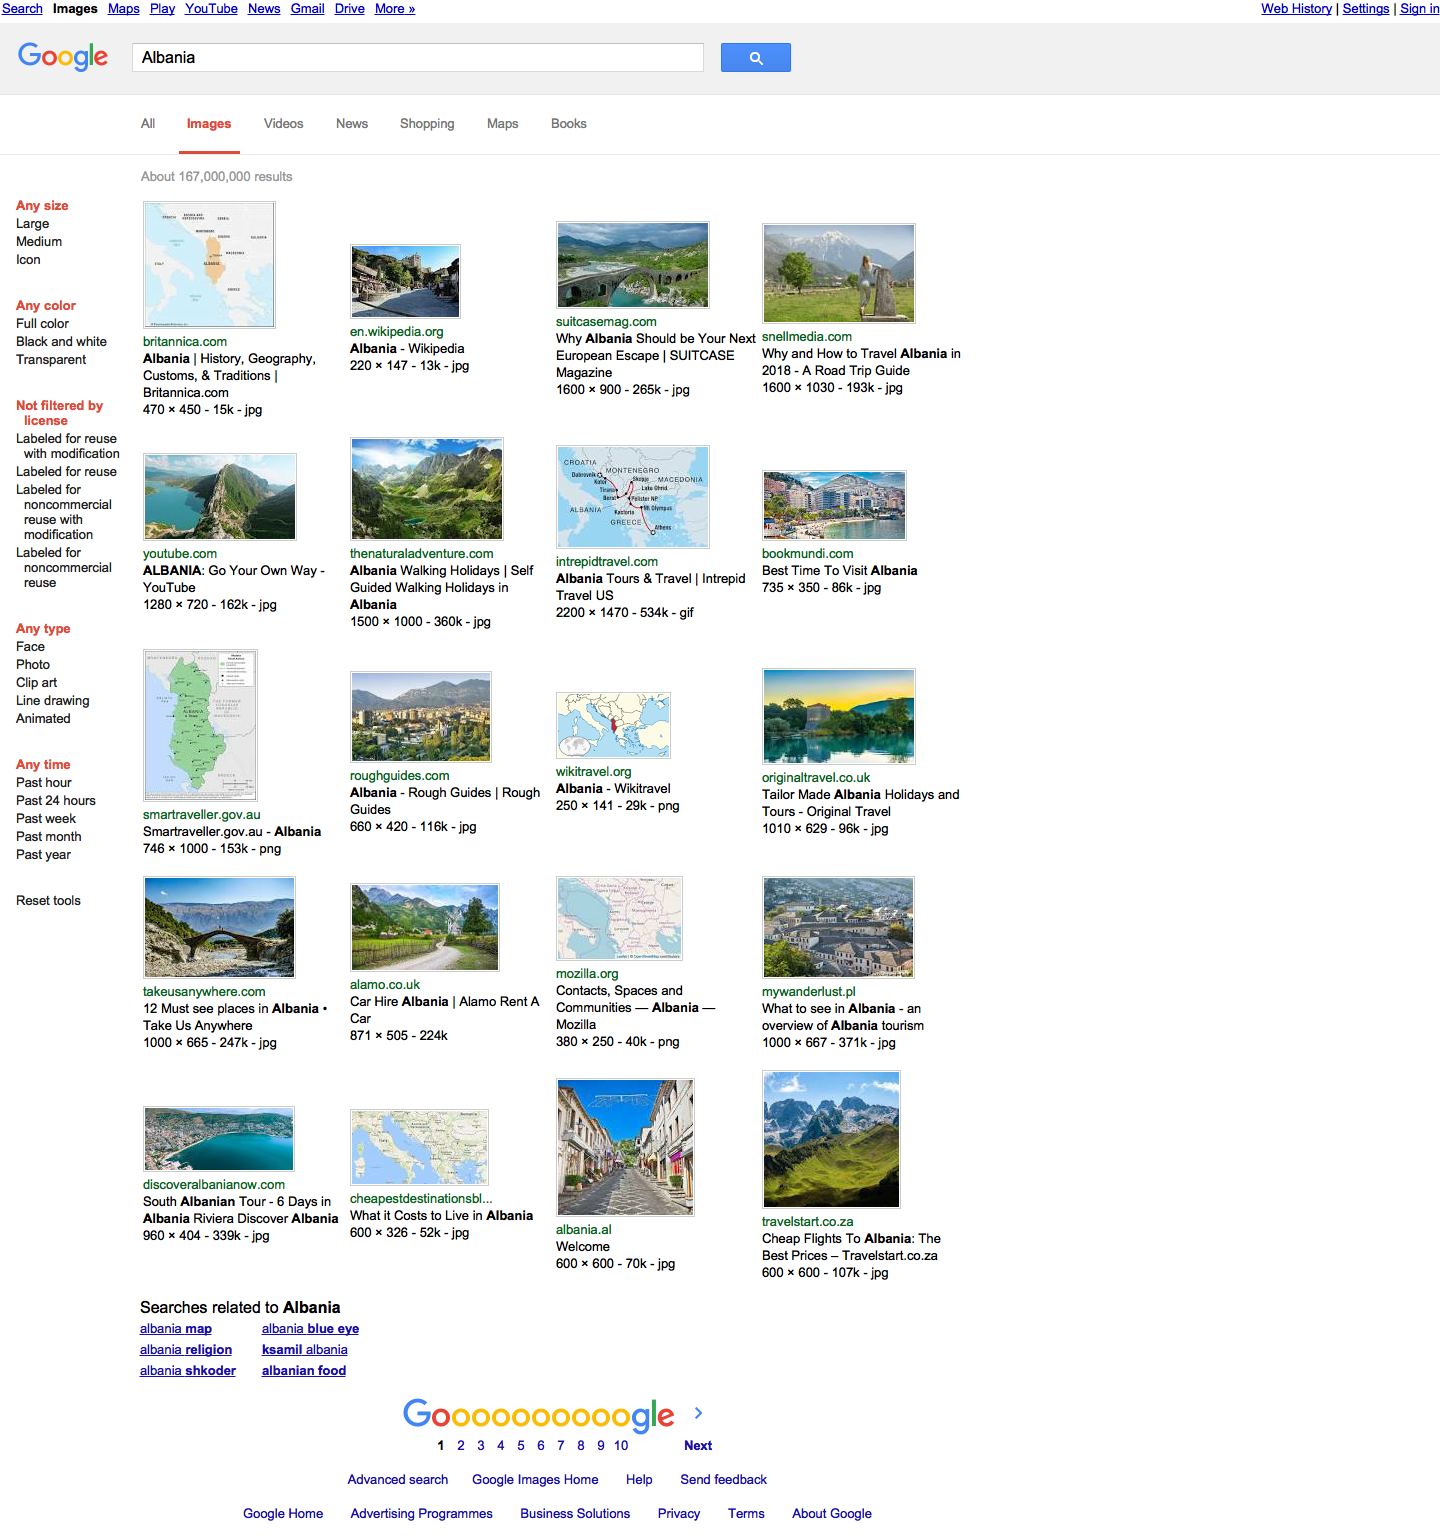 Search Images Maps Play YouTube News Gmail Drive More »
Web History | Settings | Sign in
Google
Albania
All Images Videos News Shopping Maps Books
About 167,000,000 results
Any size
Large
Medium
Icon
Any color
Full color
Black and white
Transparent
Not filtered by
license
Labeled for reuse
with modification
Labeled for reuse
Labeled for
noncommercial
reuse with
modification
Labeled for
noncommercial
reuse
Any type
Face
Photo
Clip art
Line drawing
Animated
Any time
Past hour
Past 24 hours
Past week
Past month
Past year
Reset tools
britannica.com
Albania | History, Geography,
Customs, & Traditions |
Britannica.com
470 × 450 - 15k - jpg
en.wikipedia.org
Albania - Wikipedia
220 × 147 - 13k - jpg
suitcasemag.com
Why Albania Should be Your Next
European Escape | SUITCASE
Magazine
1600 × 900 - 265k - jpg
snellmedia.com
Why and How to Travel Albania in
2018 - A Road Trip Guide
1600 × 1030 - 193k - jpg
youtube.com
ALBANIA: Go Your Own Way -
YouTube
1280 × 720 - 162k - jpg
thenaturaladventure.com
Albania Walking Holidays | Self
Guided Walking Holidays in
Albania
1500 × 1000 - 360k - jpg
CROATIA
MONTENEGRO
Dubrovnik
Kotor
Skopje
MACEDONIA
Tirana
Lake Ohrid
Berat
Pelister NP
ALBANIA
Kastoria
Mt Olympus
GREECE
Athens
intrepidtravel.com
Albania Tours & Travel | Intrepid
Travel US
2200 × 1470 - 534k - gif
bookmundi.com
Best Time To Visit Albania
735 × 350 - 86k - jpg
smartraveller.gov.au
Smartraveller.gov.au - Albania
746 × 1000 - 153k - png
roughguides.com
Albania - Rough Guides | Rough
Guides
660 × 420 - 116k - jpg
wikitravel.org
Albania - Wikitravel
250 × 141 - 29k - png
originaltravel.co.uk
Tailor Made Albania Holidays and
Tours - Original Travel
1010 × 629 - 96k - jpg
takeusanywhere.com
12 Must see places in Albania •
Take Us Anywhere
1000 × 665 - 247k - jpg
alamo.co.uk
Car Hire Albania | Alamo Rent A
Car
871 × 505 - 224k
mozilla.org
Contacts, Spaces and
Communities — Albania —
Mozilla
380 × 250 - 40k - png
mywanderlust.pl
What to see in Albania - an
overview of Albania tourism
1000 × 667 - 371k - jpg
discoveralbanianow.com
South Albanian Tour - 6 Days in
Albania Riviera Discover Albania
960 × 404 - 339k - jpg
cheapestdestinationsbl...
What it Costs to Live in Albania
600 × 326 - 52k - jpg
albania.al
Welcome
600 × 600 - 70k - jpg
travelstart.co.za
Cheap Flights To Albania: The
Best Prices – Travelstart.co.za
600 × 600 - 107k - jpg
Searches related to Albania
albania map albania blue eye
albania religion ksamil albania
albania shkoder albanian food
Goooooooooogle
1 2 3 4 5 6 7 8 9 10 Next
Advanced search Google Images Home Help Send feedback
Google Home Advertising Programmes Business Solutions Privacy Terms About Google